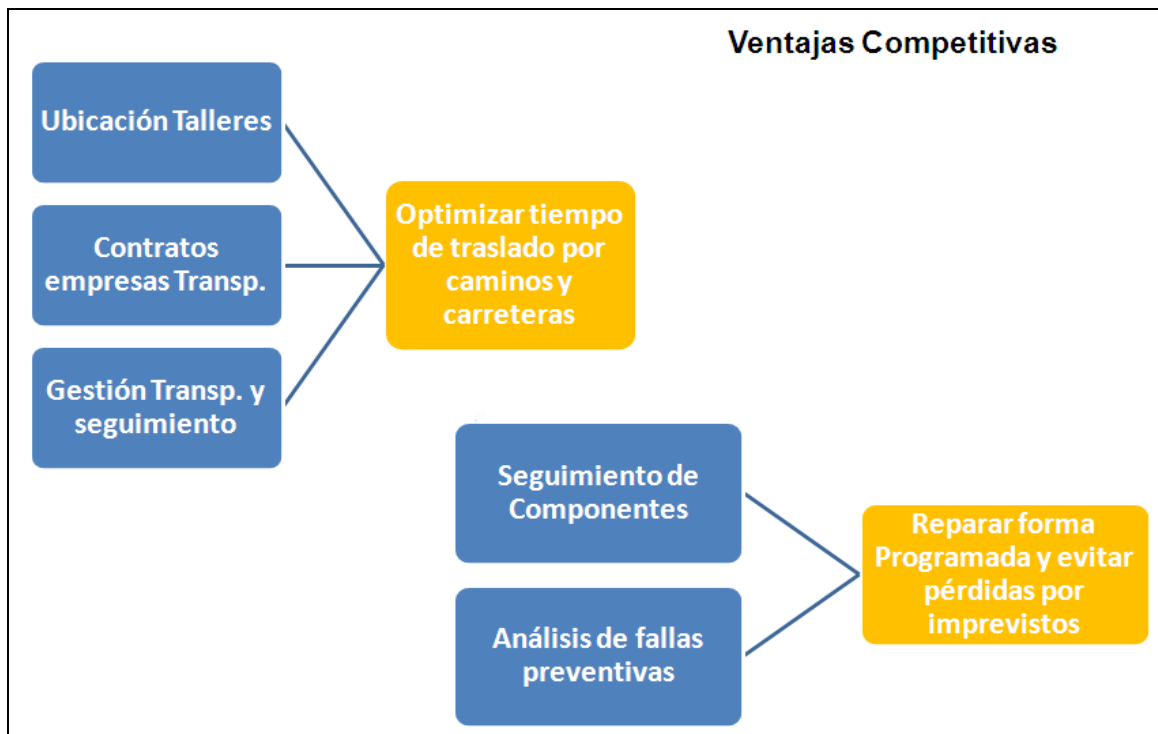 Ventajas Competitivas
Ubicación Talleres
Contratos
empresas Transp.
Gestión Transp. y
seguimiento
Optimizar tiempo
de traslado por
caminos y
carreteras
Seguimiento de
Componentes
Análisis de fallas
preventivas
Reparar forma
Programada y evitar
pérdidas por
imprevistos